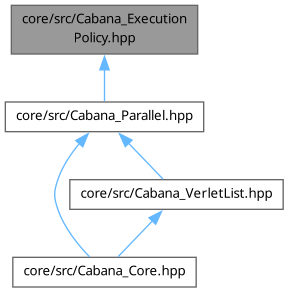 core/src/Cabana_Execution
Policy.hpp
core/src/Cabana_Parallel.hpp
core/src/Cabana_VerletList.hpp
core/src/Cabana_Core.hpp